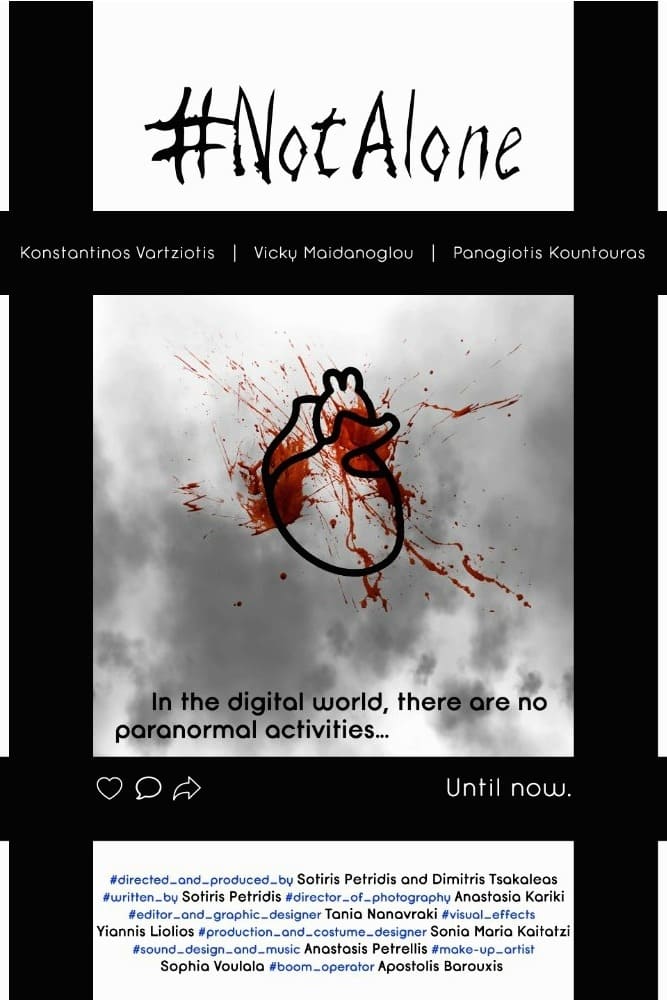 #NotAlone
Konstantinos Vartziotis | Vicky Maidanoglou | Panagiotis Kountouras
In the digital world, there are no
paranormal activities...
Until now.
#directed_and_produced_by Sotiris Petridis and Dimitris Tsakaleas
#written_by Sotiris Petridis #director_of_photography Anastasia Kariki
#editor_and_graphic_designer Tania Nanavraki #visual_effects
Yiannis Liolios #production_and_costume_designer Sonia Maria Kaitatzi
#sound_design_and_music Anastasis Petrellis #make-up_artist
Sophia Voulala #boom_operator Apostolis Barouxis